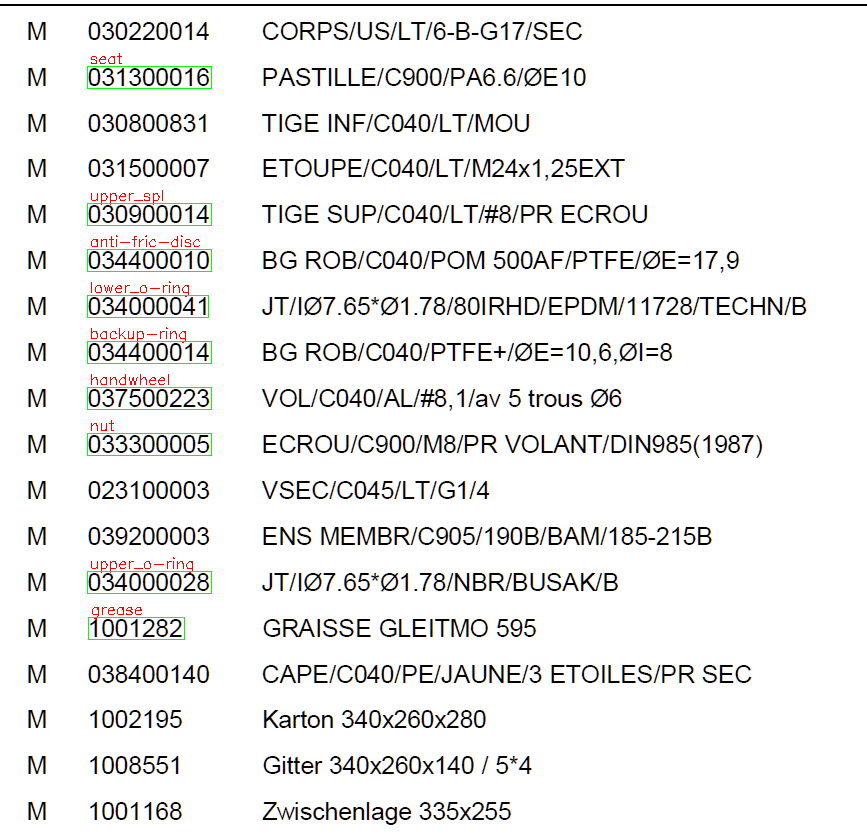 M 030220014 CORPS/US/LT/6-B-G17/SEC
seat
M 031300016 PASTILLE/C900/PA6.6/ØE10
M 030800831 TIGE INF/C040/LT/MOU
M 031500007 ETOUPE/C040/LT/M24x1,25EXT
upper_spl
M 030900014 TIGE SUP/C040/LT/#8/PR ECROU
anti-fric-disc
M 034400010 BG ROB/C040/POM 500AF/PTFE/ØE=17,9
lower_o-ring
M 034000041 JT/IØ7.65*Ø1.78/80IRHD/EPDM/11728/TECHN/B
backup-ring
M 034400014 BG ROB/C040/PTFE+/ØE=10,6,ØI=8
handwheel
M 037500223 VOL/C040/AL/#8,1/av 5 trous Ø6
nut
M 033300005 ECROU/C900/M8/PR VOLANT/DIN985(1987)
M 023100003 VSEC/C045/LT/G1/4
M 039200003 ENS MEMBR/C905/190B/BAM/185-215B
upper_o-ring
M 034000028 JT/IØ7.65*Ø1.78/NBR/BUSAK/B
grease
M 1001282 GRAISSE GLEITMO 595
M 038400140 CAPE/C040/PE/JAUNE/3 ETOILES/PR SEC
M 1002195 Karton 340x260x280
M 1008551 Gitter 340x260x140 / 5*4
M 1001168 Zwischenlage 335x255